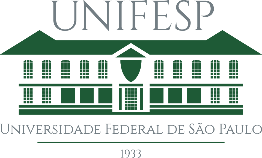 UNIFESP
UNIVERSIDADE FEDERAL DE SÃO PAULO
1933